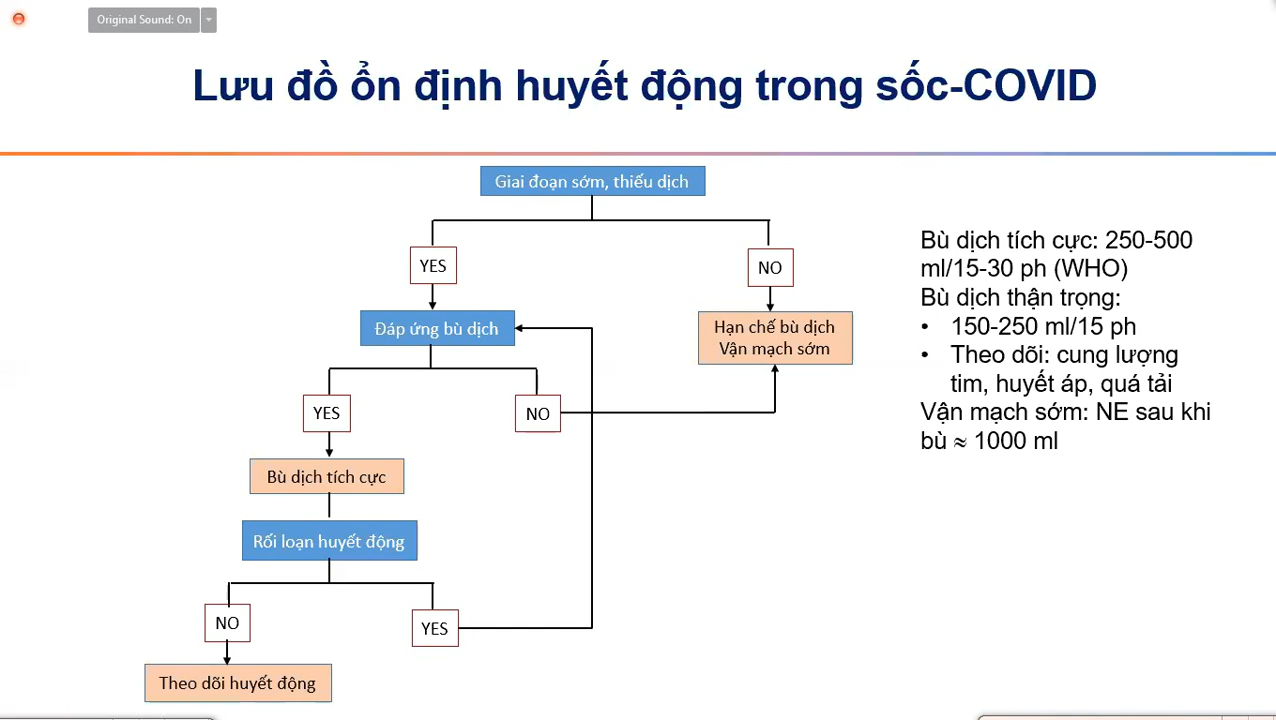 Original Sound: On
Lưu đồ ổn định huyết động trong sốc-COVID
Giai đoạn sớm, thiếu dịch
YES
NO
Đáp ứng bù dịch
Hạn chế bù dịch
Vận mạch sớm
YES
NO
Bù dịch tích cực
Rối loạn huyết động
NO
YES
Theo dõi huyết động
Bù dịch tích cực: 250-500
ml/15-30 ph (WHO)
Bù dịch thận trọng:
• 150-250 ml/15 ph
• Theo dõi: cung lượng
tim, huyết áp, quá tải
Vận mạch sớm: NE sau khi
bù ≈ 1000 ml